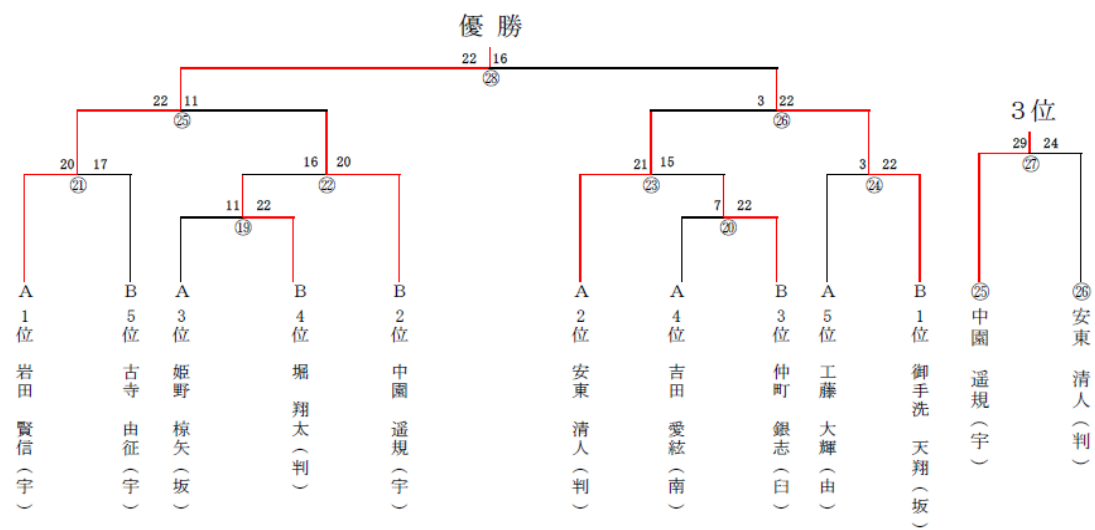 優 勝
22 16
㉘
22 11
㉕
3 22
㉖
3位
29 24
㉗
20 17
㉑
16 20
㉒
21 15
㉓
3 22
㉔
11 22
⑲
7 22
⑳
A 1位 岩田 賢信(宇)
B 5位 古寺 由征(宇)
A 3位 姫野 椋矢(坂)
B 4位 堀 翔太(判)
B 2位 中園 遥規(宇)
A 2位 安東 清人(判)
A 4位 吉田 愛絃(南)
B 3位 仲町 銀志(臼)
A 5位 工藤 大輝(由)
B 1位 御手洗 天翔(坂)
㉕ 中園 遥規(宇)
㉖ 安東 清人(判)